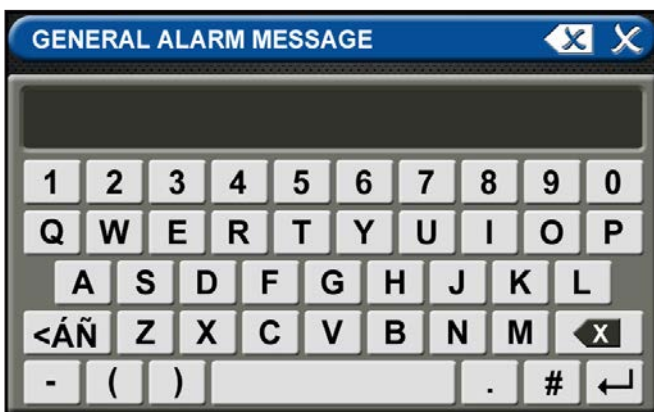 GENERAL ALARM MESSAGE
1 2 3 4 5 6 7 8 9 0
Q W E R T Y U I O P
A S D F G H J K L
<ÁÑ Z X C V B N M X
- ( ) . #